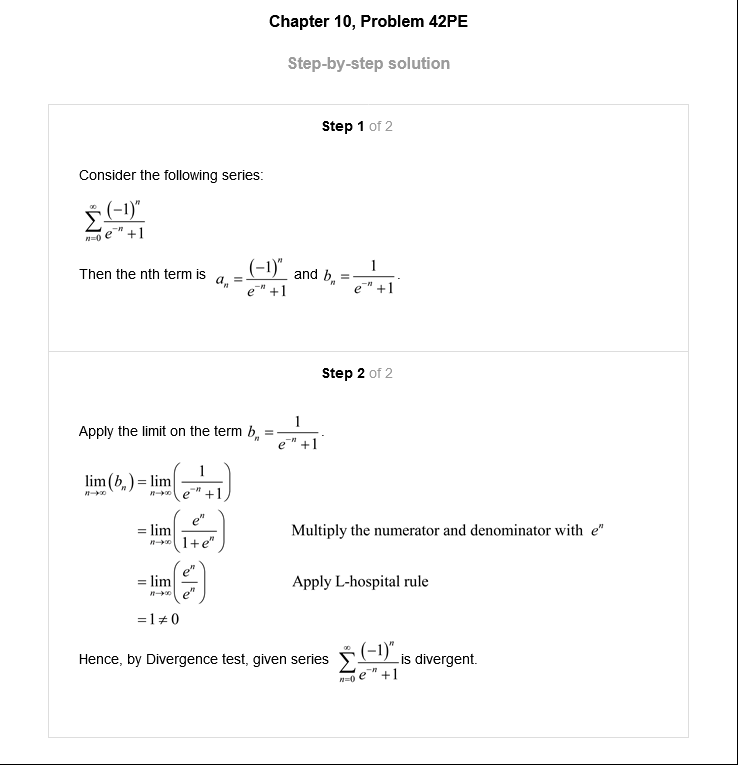 Chapter 10, Problem 42PE
Step-by-step solution
Step 1 of 2
Consider the following series:
$\sum_{n=0}^{\infty} \frac{(-1)^n}{e^{-n}+1}$
Then the nth term is $a_n = \frac{(-1)^n}{e^{-n}+1}$ and $b_n = \frac{1}{e^{-n}+1}$.
Step 2 of 2
Apply the limit on the term $b_n = \frac{1}{e^{-n}+1}$.
$\lim_{n\to\infty}(b_n) = \lim_{n\to\infty}\left(\frac{1}{e^{-n}+1}\right)$
$= \lim_{n\to\infty}\left(\frac{e^n}{1+e^n}\right)$ Multiply the numerator and denominator with $e^n$
$= \lim_{n\to\infty}\left(\frac{e^n}{e^n}\right)$ Apply L-hospital rule
$= 1 \neq 0$
Hence, by Divergence test, given series $\sum_{n=0}^{\infty} \frac{(-1)^n}{e^{-n}+1}$ is divergent.